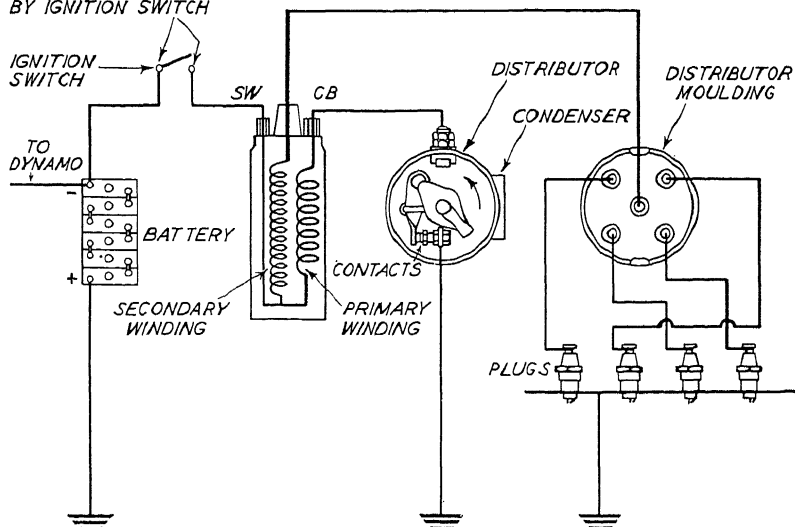 BY IGNITION SWITCH
IGNITION
SWITCH
SW
CB
DISTRIBUTOR
DISTRIBUTOR
MOULDING
CONDENSER
TO
DYNAMO
-
BATTERY
+
CONTACTS
SECONDARY
WINDING
PRIMARY
WINDING
PLUGS